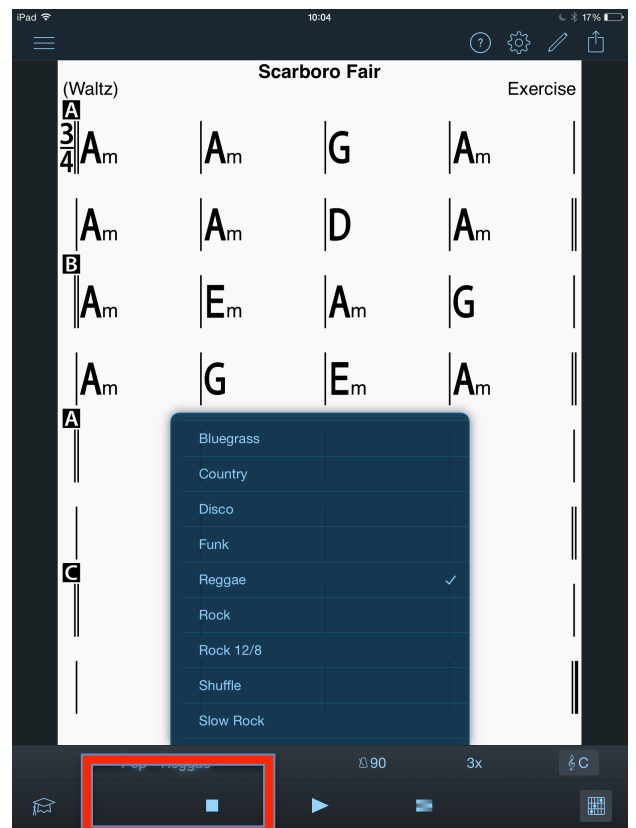 iPad 10:04 17%
?
Scarboro Fair
(Waltz) Exercise
A
3/4 Am Am G Am
Am Am D Am
B
Am Em Am G
Am G Em Am
A
Bluegrass
Country
Disco
Funk
Reggae
C
Rock
Rock 12/8
Shuffle
Slow Rock
90 3x C